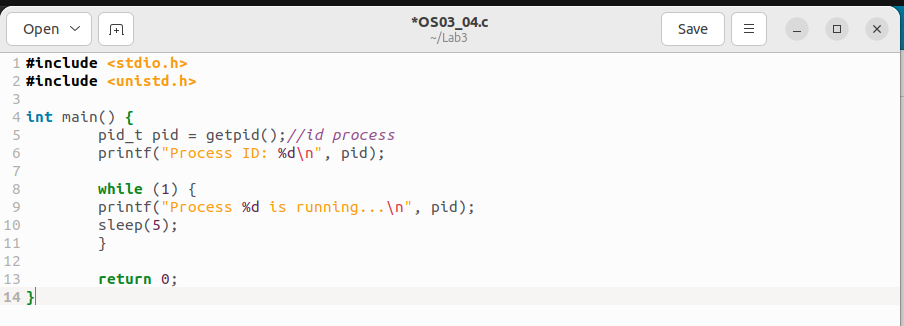 Open
*OS03_04.c
~/Lab3
Save
1 #include <stdio.h>
2 #include <unistd.h>
3
4 int main() {
5         pid_t pid = getpid();//id process
6         printf("Process ID: %d\n", pid);
7
8         while (1) {
9         printf("Process %d is running...\n", pid);
10         sleep(5);
11         }
12
13         return 0;
14 }